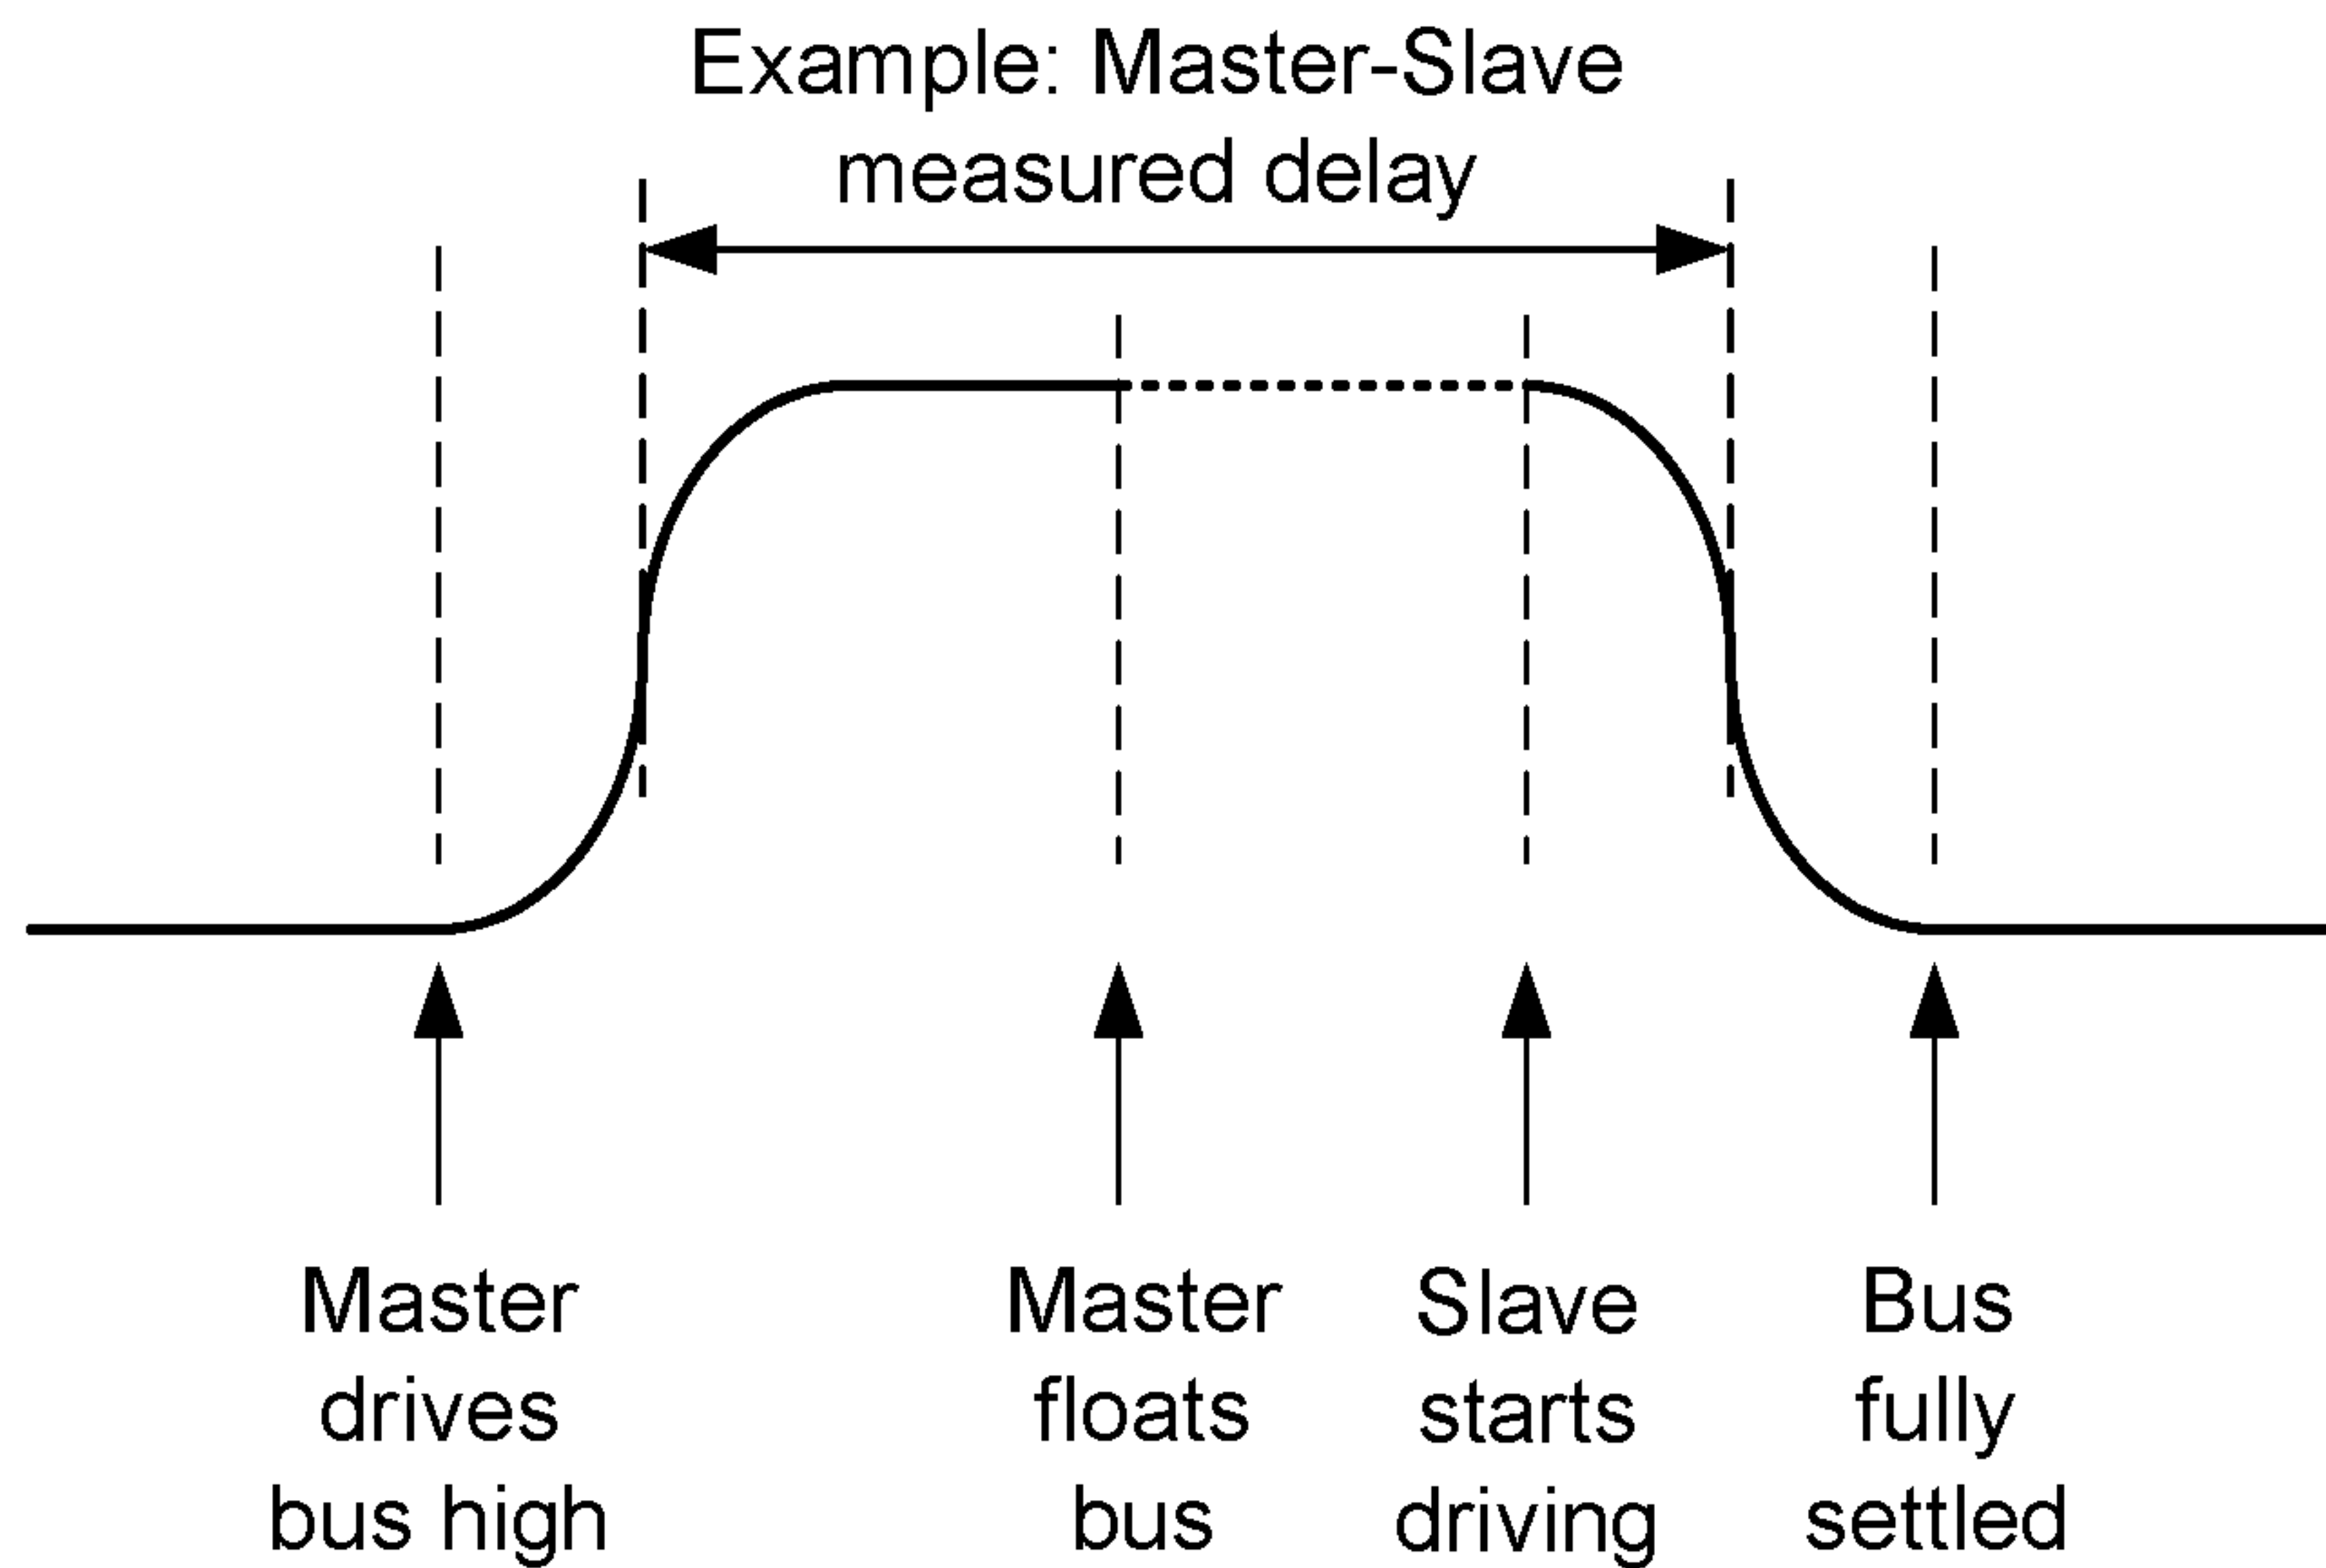 Example: Master-Slave
measured delay
Master
drives
bus high
Master
floats
bus
Slave
starts
driving
Bus
fully
settled